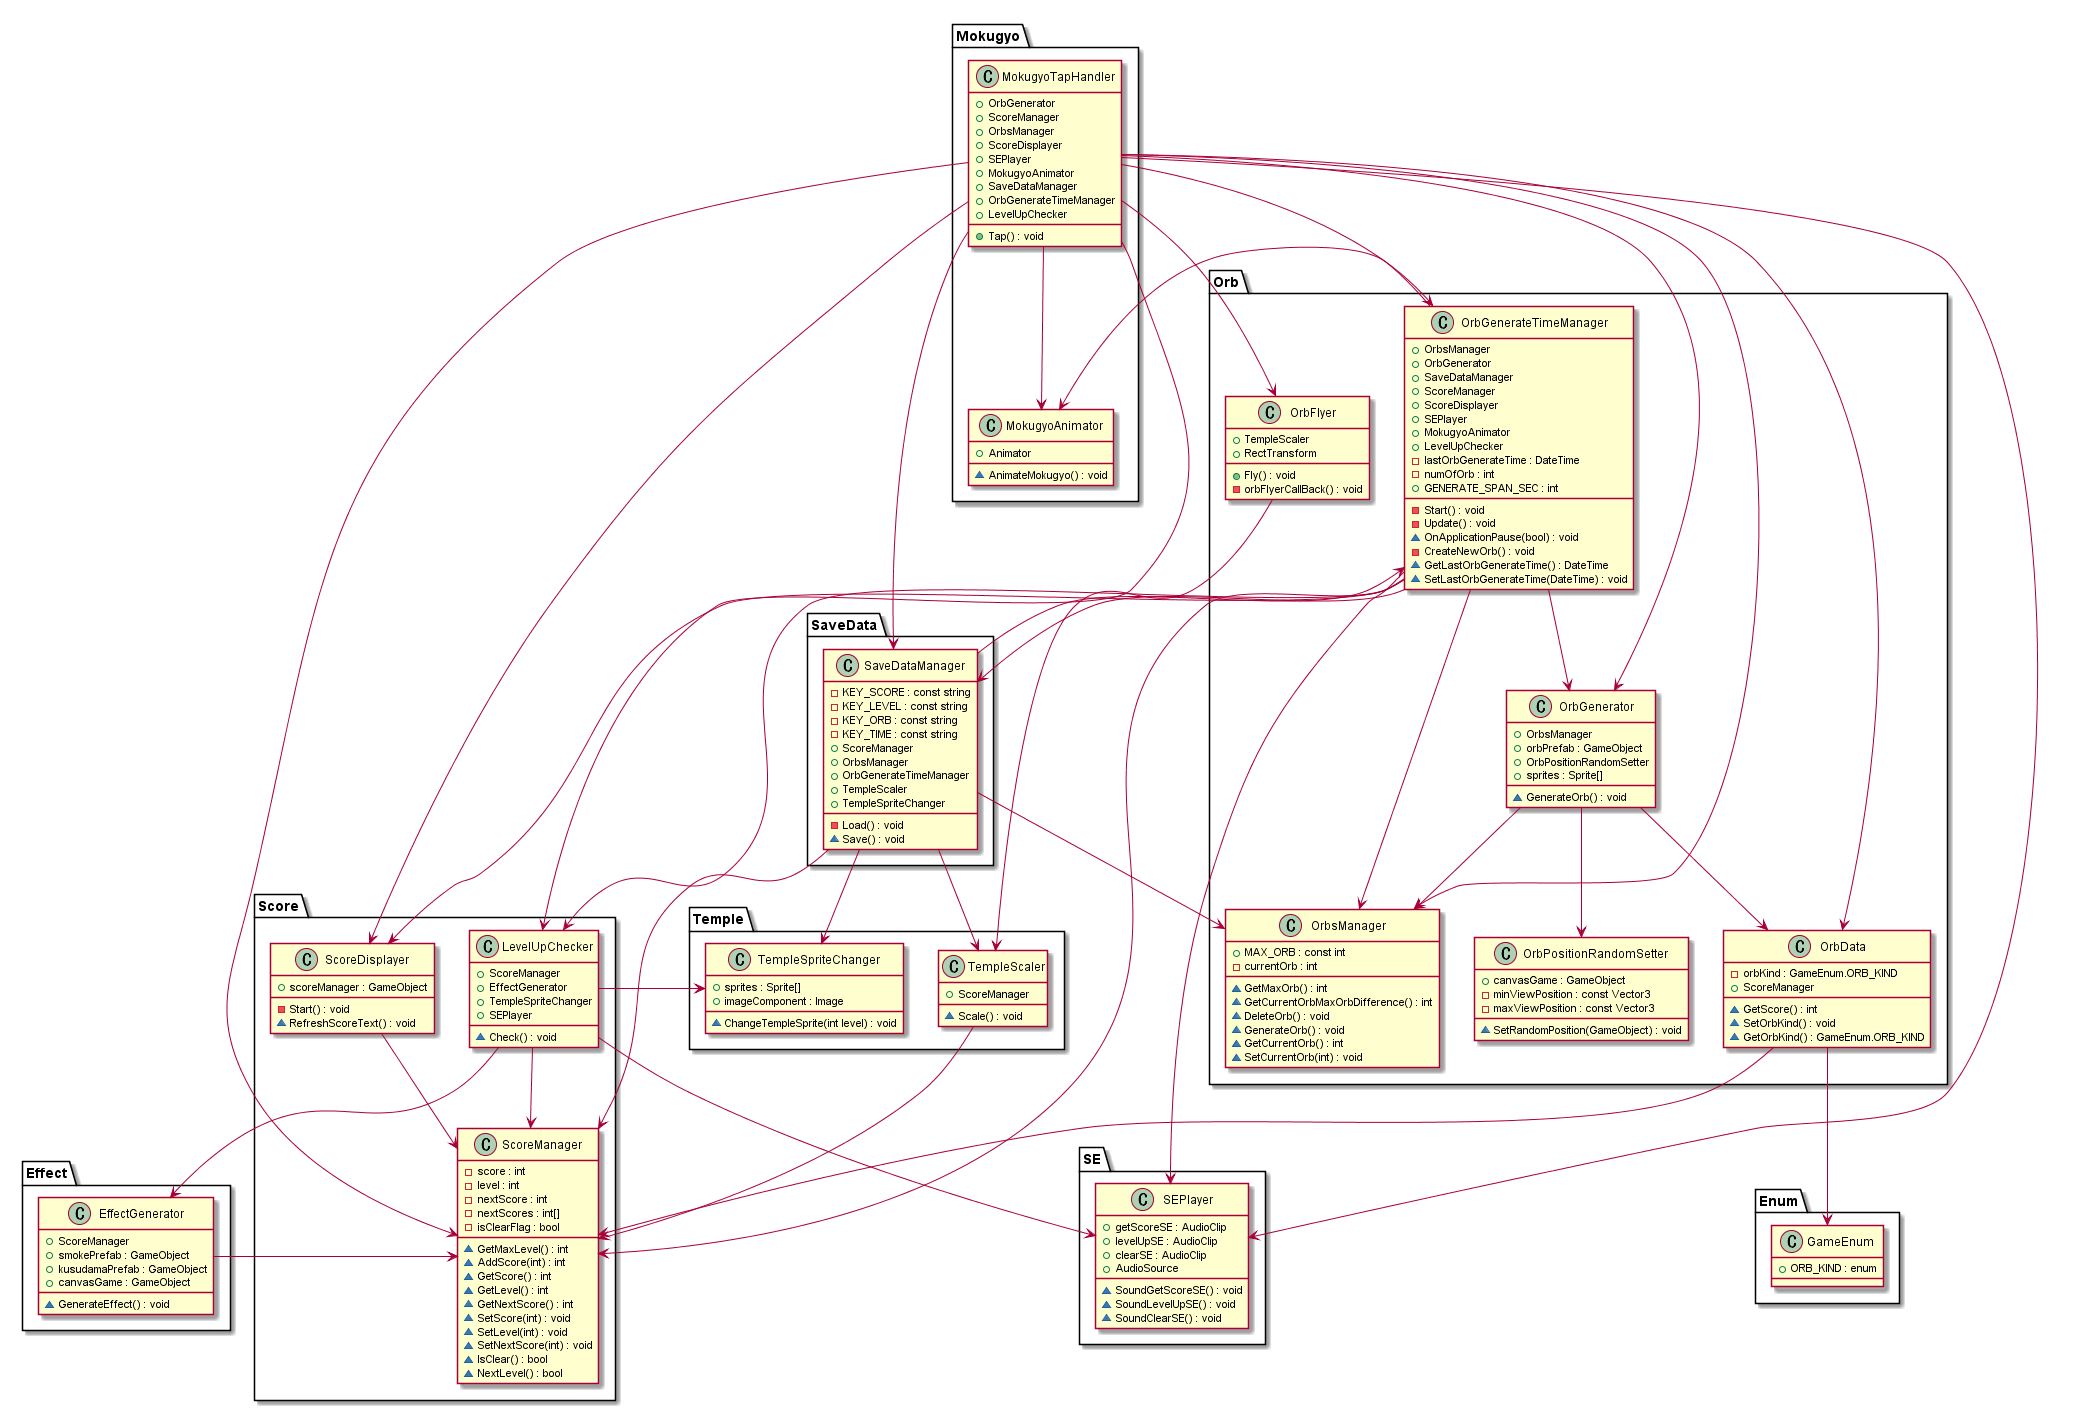 Mokugyo
C MokugyoTapHandler
OrbGenerator
ScoreManager
OrbsManager
ScoreDisplayer
SEPlayer
MokugyoAnimator
SaveDataManager
OrbGenerateTimeManager
LevelUpChecker
Tap() : void
C MokugyoAnimator
Animator
AnimateMokugyo() : void
Orb
C OrbGenerateTimeManager
OrbsManager
OrbGenerator
SaveDataManager
ScoreManager
ScoreDisplayer
SEPlayer
MokugyoAnimator
LevelUpChecker
lastOrbGenerateTime : DateTime
numOfOrb : int
GENERATE_SPAN_SEC : int
Start() : void
Update() : void
OnApplicationPause(bool) : void
CreateNewOrb() : void
GetLastOrbGenerateTime() : DateTime
SetLastOrbGenerateTime(DateTime) : void
C OrbFlyer
TempleScaler
RectTransform
Fly() : void
orbFlyerCallBack() : void
C OrbGenerator
OrbsManager
orbPrefab : GameObject
OrbPositionRandomSetter
sprites : Sprite[]
GenerateOrb() : void
C OrbsManager
MAX_ORB : const int
currentOrb : int
GetMaxOrb() : int
GetCurrentOrbMaxOrbDifference() : int
DeleteOrb() : void
GenerateOrb() : void
GetCurrentOrb() : int
SetCurrentOrb(int) : void
C OrbPositionRandomSetter
canvasGame : GameObject
minViewPosition : const Vector3
maxViewPosition : const Vector3
SetRandomPosition(GameObject) : void
C OrbData
orbKind : GameEnum.ORB_KIND
ScoreManager
GetScore() : int
SetOrbKind() : void
GetOrbKind() : GameEnum.ORB_KIND
SaveData
C SaveDataManager
KEY_SCORE : const string
KEY_LEVEL : const string
KEY_ORB : const string
KEY_TIME : const string
ScoreManager
OrbsManager
OrbGenerateTimeManager
TempleScaler
TempleSpriteChanger
Load() : void
Save() : void
Score
C ScoreDisplayer
scoreManager : GameObject
Start() : void
RefreshScoreText() : void
C LevelUpChecker
ScoreManager
EffectGenerator
TempleSpriteChanger
SEPlayer
Check() : void
C ScoreManager
score : int
level : int
nextScore : int
nextScores : int[]
isClearFlag : bool
GetMaxLevel() : int
AddScore(int) : int
GetScore() : int
GetLevel() : int
GetNextScore() : int
SetScore(int) : void
SetLevel(int) : void
SetNextScore(int) : void
IsClear() : bool
NextLevel() : bool
Temple
C TempleSpriteChanger
sprites : Sprite[]
imageComponent : Image
ChangeTempleSprite(int level) : void
C TempleScaler
ScoreManager
Scale() : void
Effect
C EffectGenerator
ScoreManager
smokePrefab : GameObject
kusudamaPrefab : GameObject
canvasGame : GameObject
GenerateEffect() : void
SE
C SEPlayer
getScoreSE : AudioClip
levelUpSE : AudioClip
clearSE : AudioClip
AudioSource
SoundGetScoreSE() : void
SoundLevelUpSE() : void
SoundClearSE() : void
Enum
C GameEnum
ORB_KIND : enum